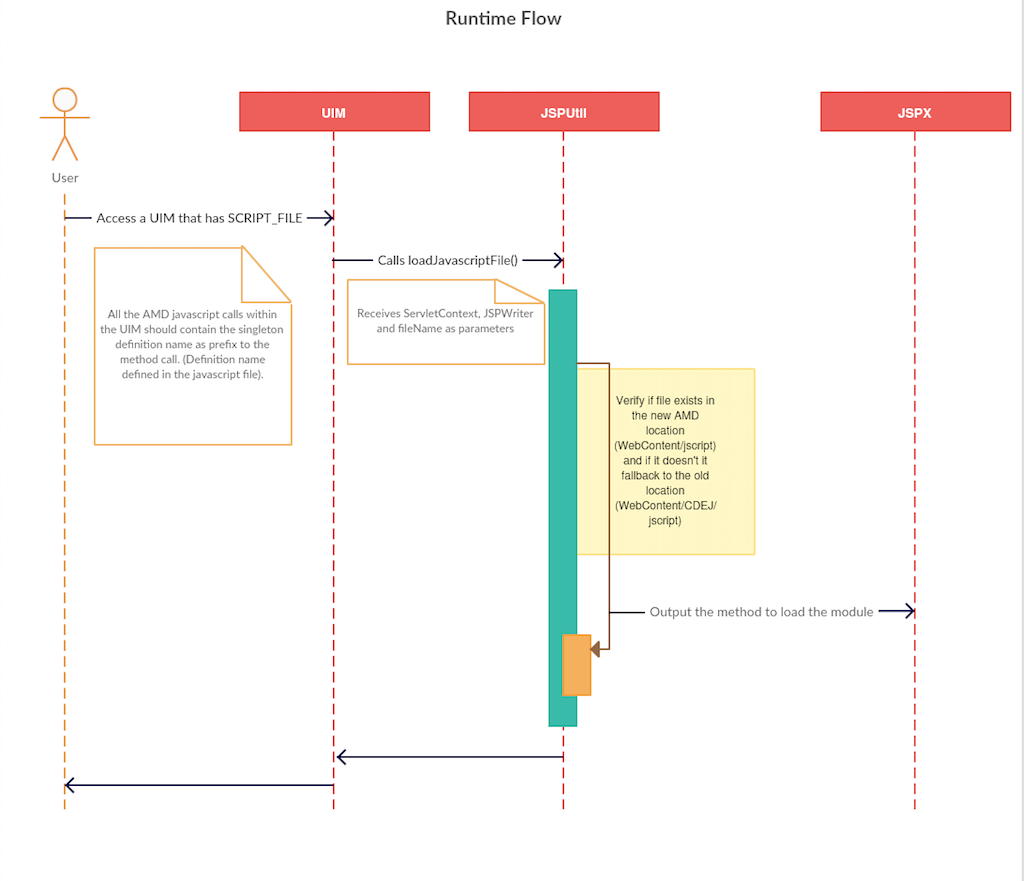 Runtime Flow
UIM
JSPUtil
JSPX
User
Access a UIM that has SCRIPT_FILE
Calls loadJavascriptFile()
All the AMD javascript calls within
the UIM should contain the singleton
definition name as prefix to the
method call. (Definition name
defined in the javascript file).
Receives ServletContext, JSPWriter
and fileName as parameters
Verify if file exists in
the new AMD
location
(WebContent/jscript)
and if it doesn't it
fallback to the old
location
(WebContent/CDEJ/
jscript)
Output the method to load the module